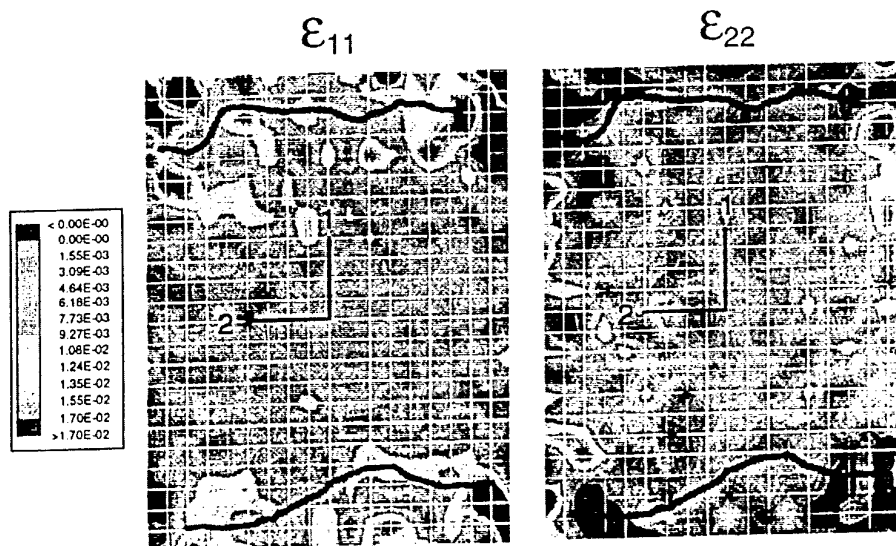 ε11
ε22
< 0.00E-00
0.00E-00
1.55E-03
3.09E-03
4.64E-03
6.18E-03
7.73E-03
9.27E-03
1.08E-02
1.24E-02
1.35E-02
1.55E-02
1.70E-02
>1.70E-02
1
2
1
2